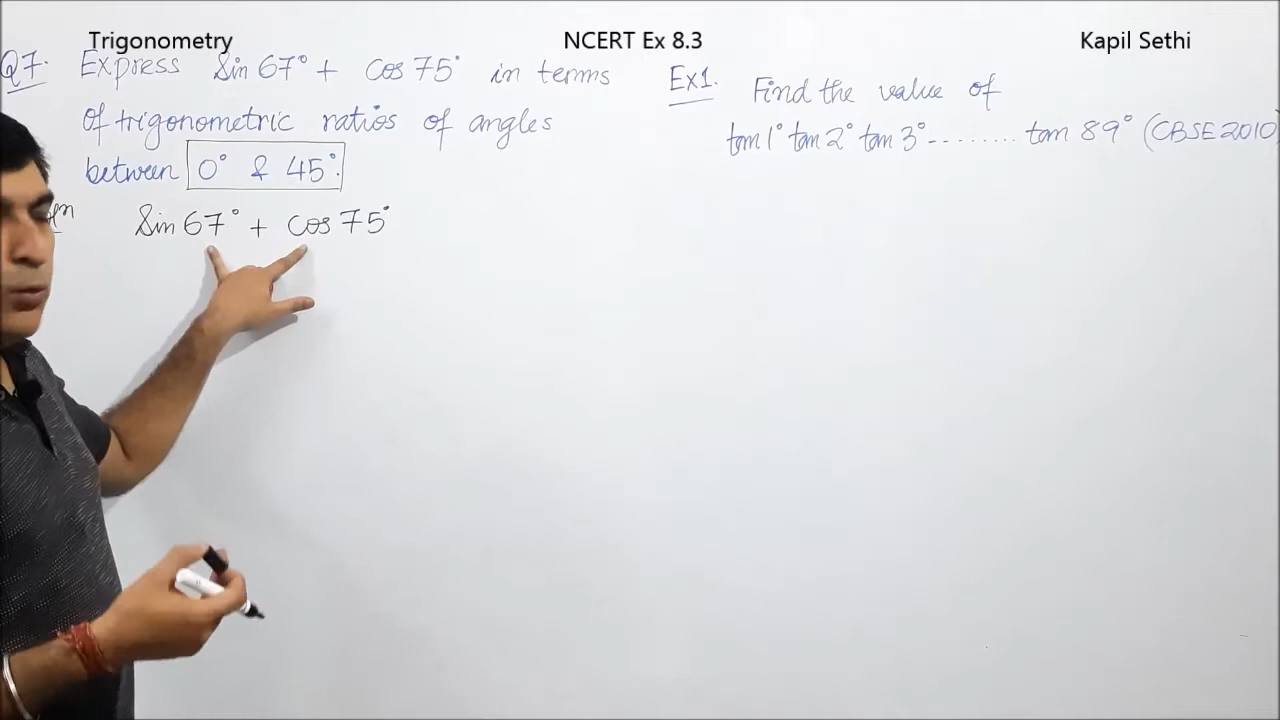 Trigonometry NCERT Ex 8.3 Kapil Sethi
Q7. Express Sin 67° + Cos 75° in terms
of trigonometric ratios of angles
between 0° & 45°.
Sin 67° + Cos 75°
Ex1. Find the value of
tan 1° tan 2° tan 3° -------- tan 89° (CBSE 2010)